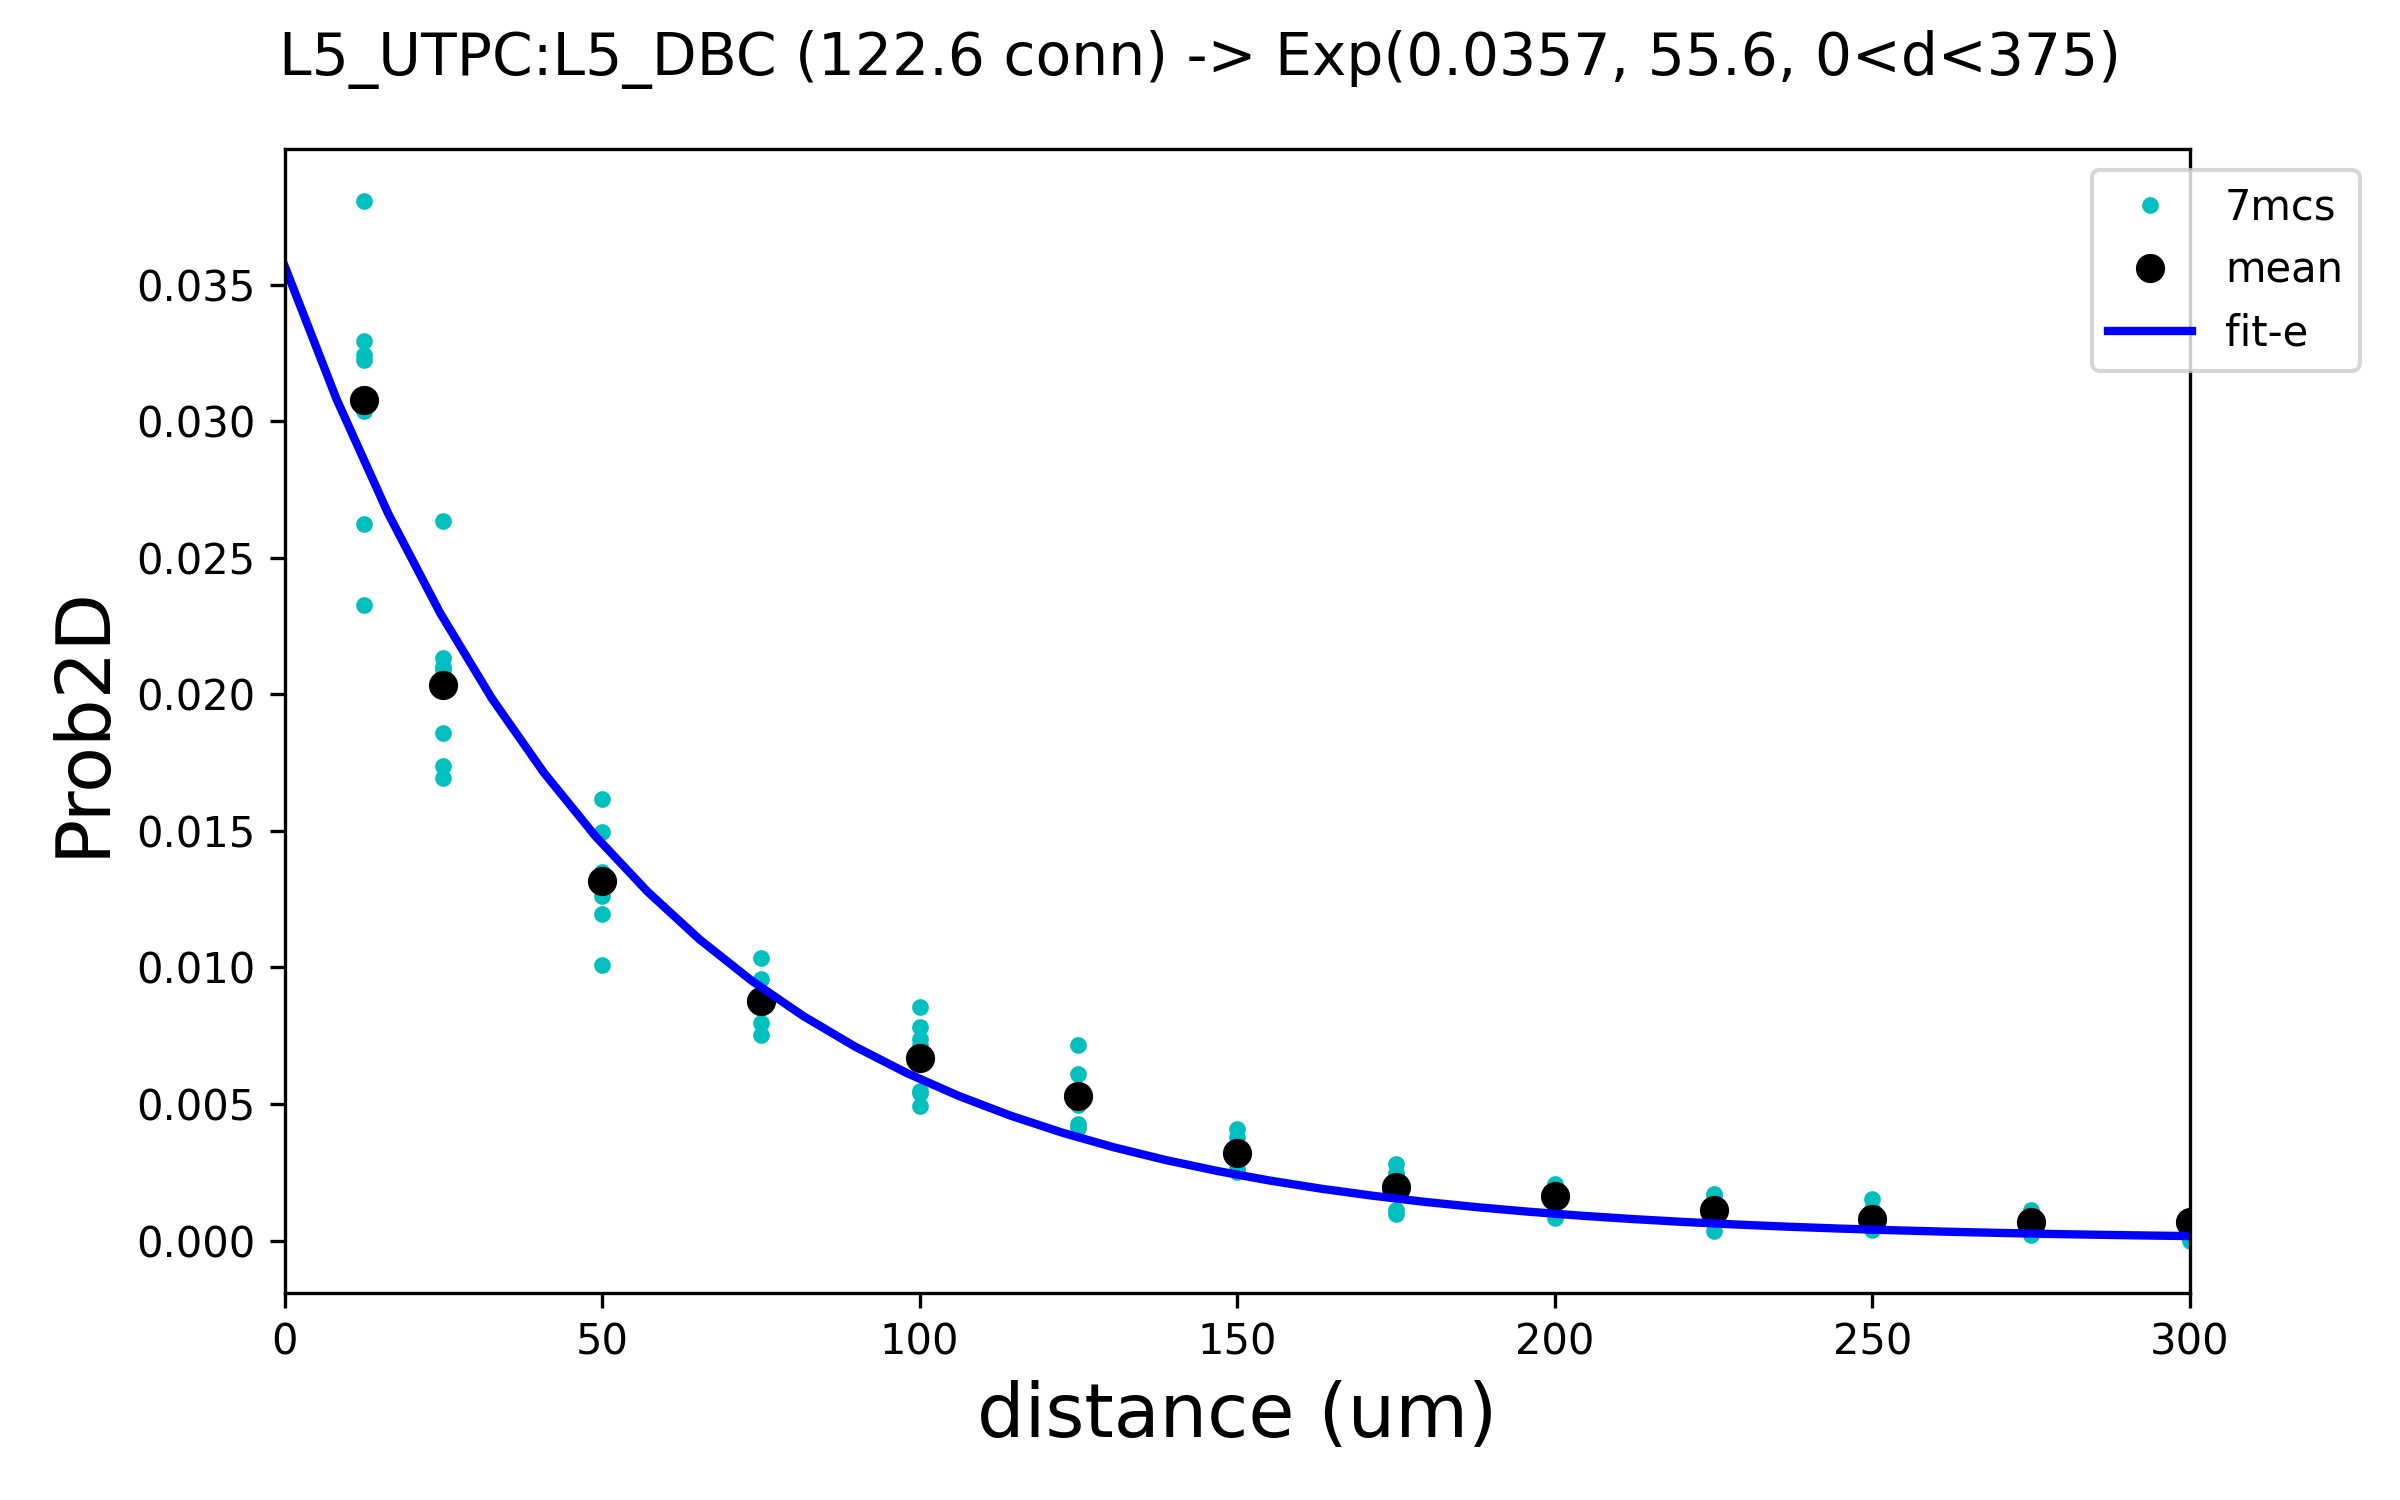 L5_UTPC:L5_DBC (122.6 conn) -> Exp(0.0357, 55.6, 0<d<375)
7mcs
mean
fit-e
0.035
0.030
0.025
0.020
0.015
0.010
0.005
0.000
Prob2D
0 50 100 150 200 250 300
distance (um)